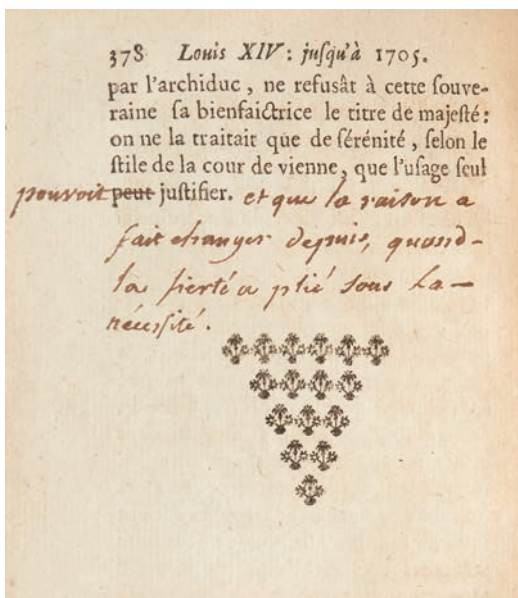 378 Louis XIV: juſqu'à 1705.
par l'archiduc, ne refusât à cette ſouve-
raine ſa bienfaictrice le titre de majeſté:
on ne la traitait que de ſérénité, ſelon le
ſtile de la cour de vienne, que l'uſage ſeul
pouvoit peut juſtifier. et que la raison a
fait changer depuis, quand
la fierté a plié sous la
nécessité.